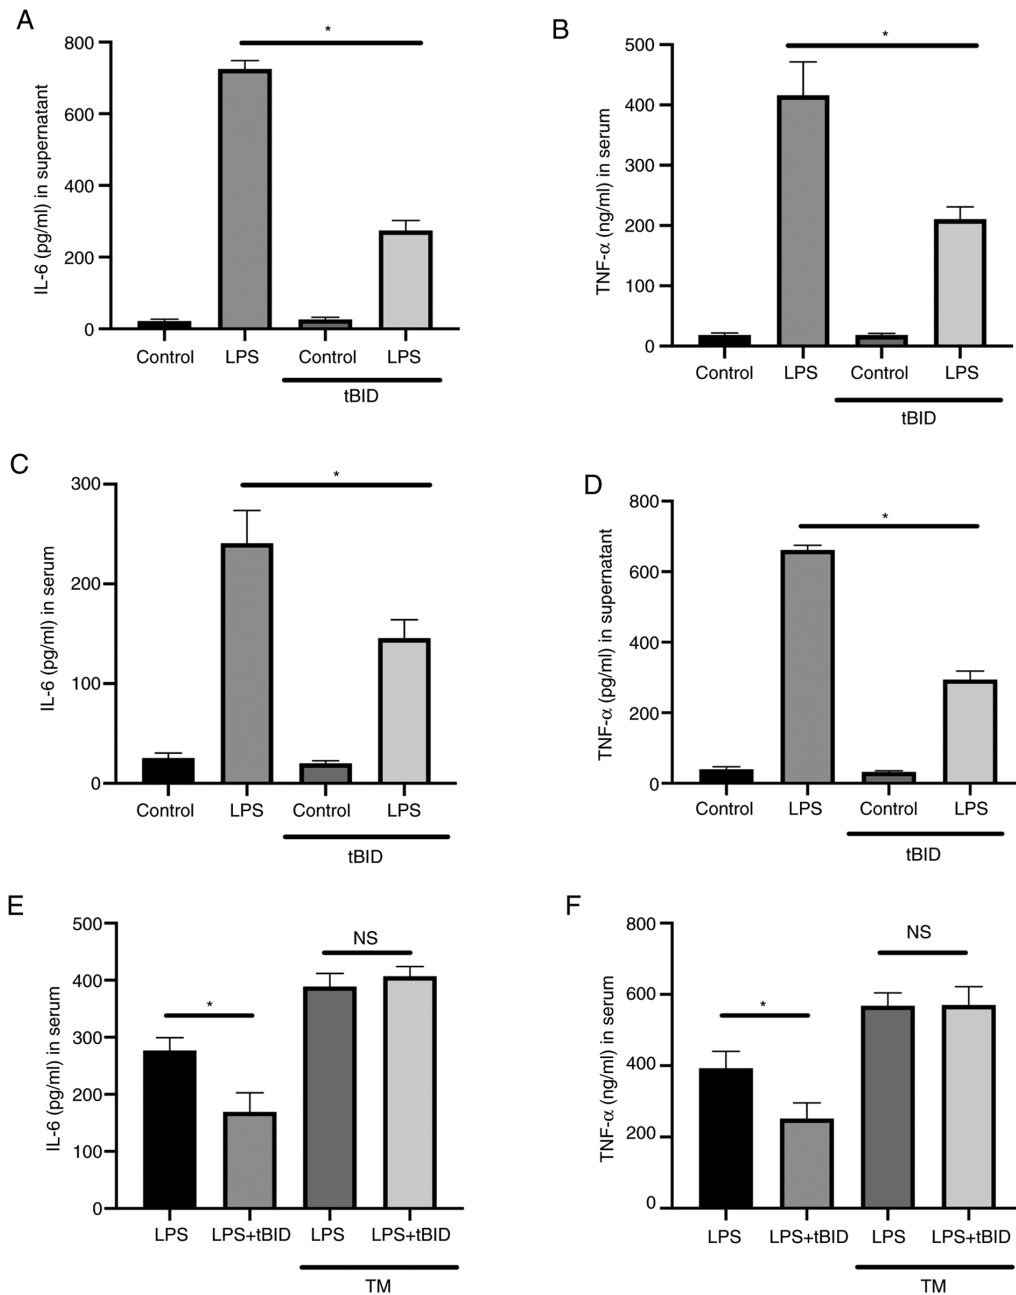 A
IL-6 (pg/ml) in supernatant
800
600
400
200
0
*
Control
LPS
Control
LPS
tBID
B
TNF-α (ng/ml) in serum
500
400
300
200
100
0
*
Control
LPS
Control
LPS
tBID
C
IL-6 (pg/ml) in serum
300
200
100
0
*
Control
LPS
Control
LPS
tBID
D
TNF-α (pg/ml) in supernatant
800
600
400
200
0
*
Control
LPS
Control
LPS
tBID
E
IL-6 (pg/ml) in serum
500
400
300
200
100
0
*
NS
LPS
LPS+tBID
LPS
LPS+tBID
TM
F
TNF-α (ng/ml) in serum
800
600
400
200
0
*
NS
LPS
LPS+tBID
LPS
LPS+tBID
TM